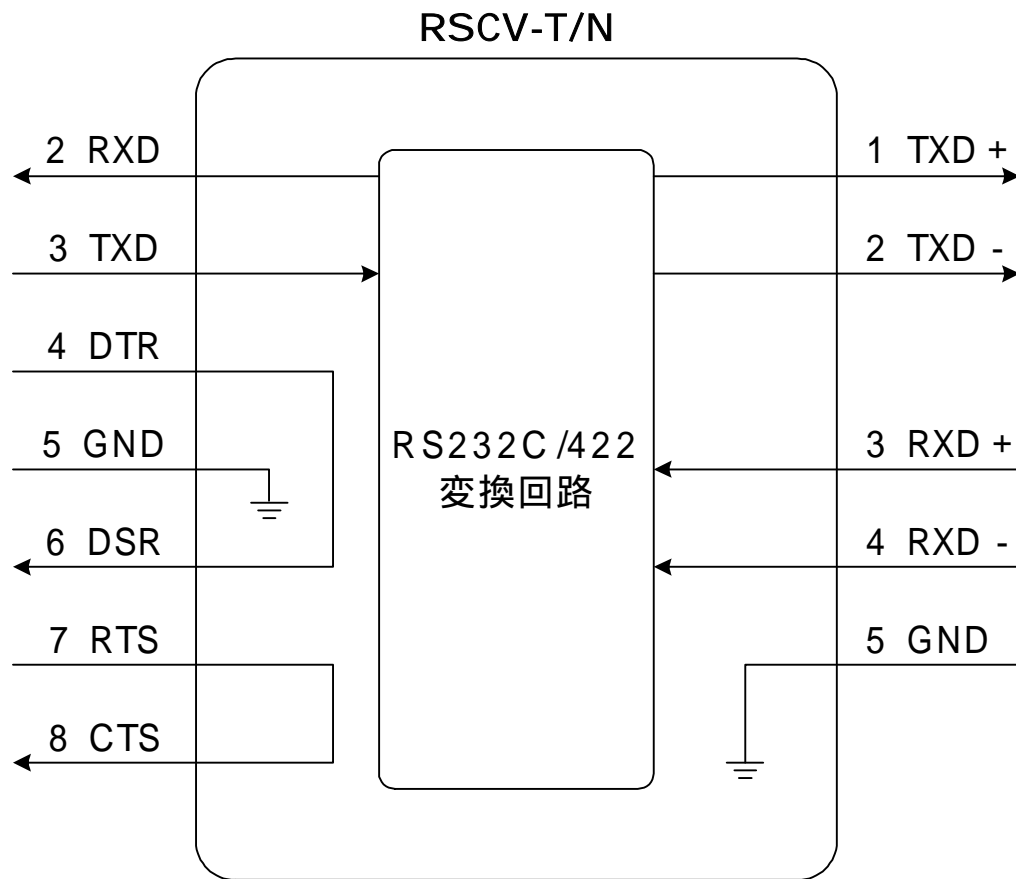 RSCV-T/N
2 RXD
3 TXD
4 DTR
5 GND
6 DSR
7 RTS
8 CTS
RS232C/422
変換回路
1 TXD +
2 TXD -
3 RXD +
4 RXD -
5 GND